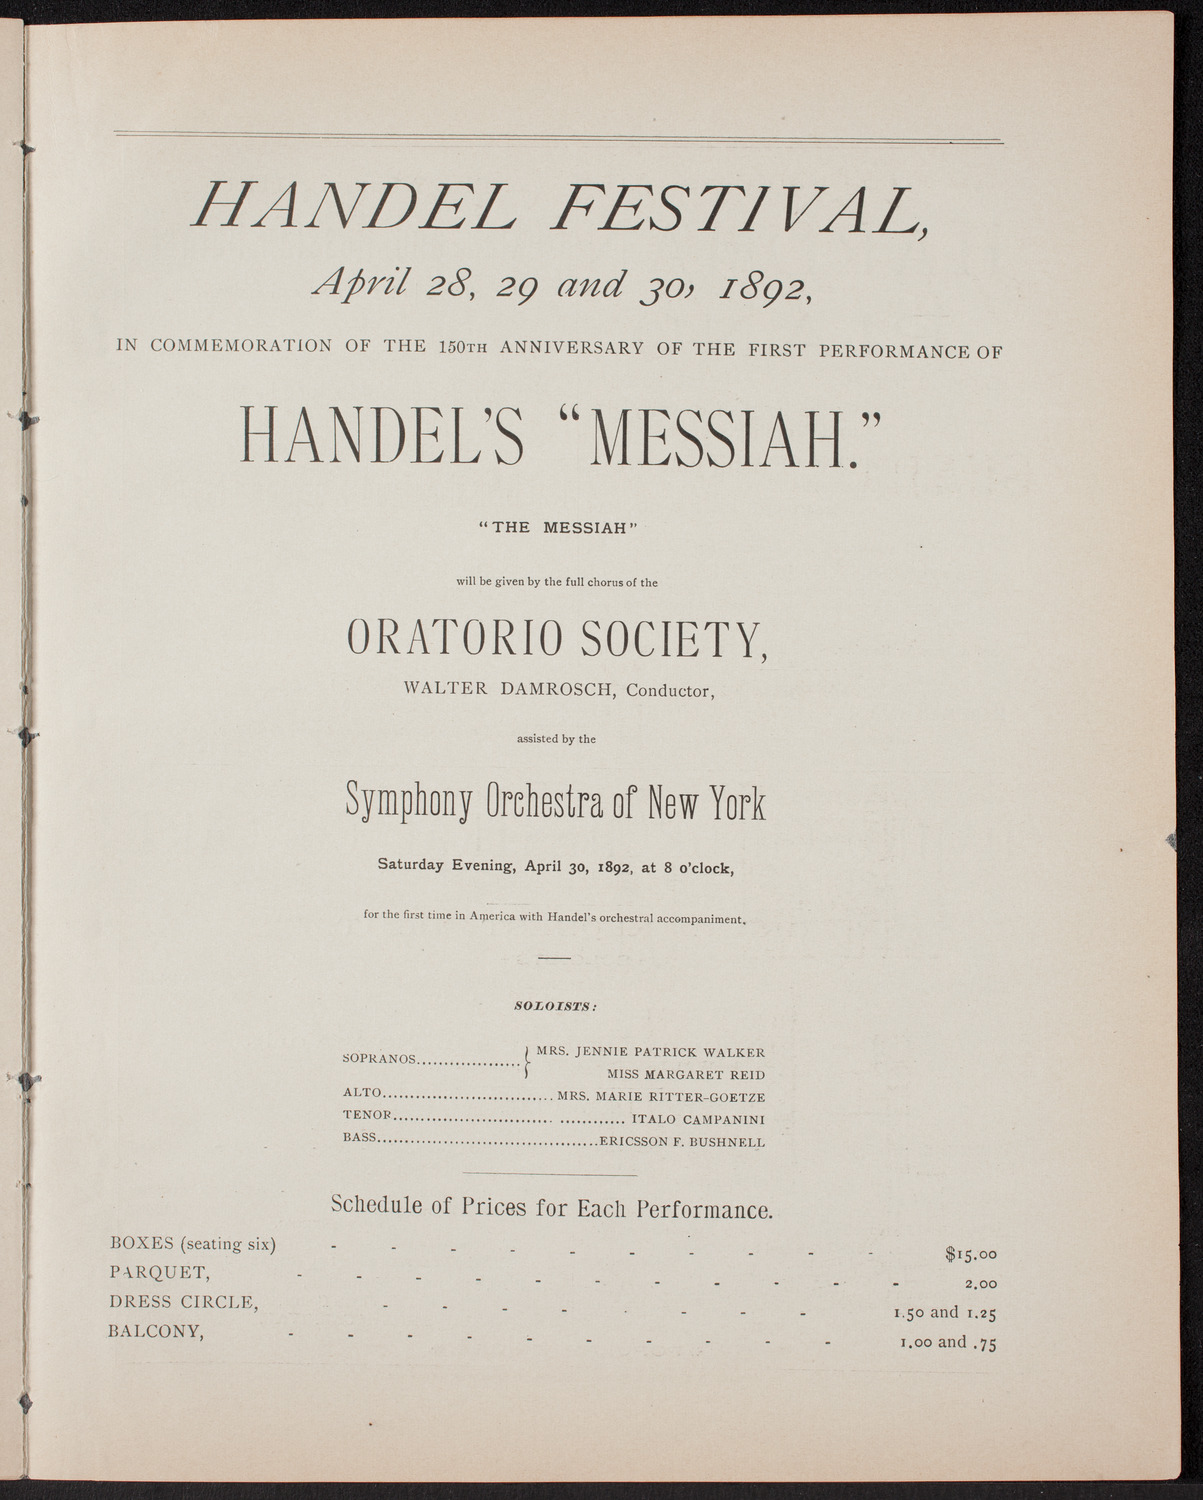 HANDEL FESTIVAL,
April 28, 29 and 30, 1892,
IN COMMEMORATION OF THE 150TH ANNIVERSARY OF THE FIRST PERFORMANCE OF
HANDEL'S "MESSIAH."
"THE MESSIAH"
will be given by the full chorus of the
ORATORIO SOCIETY,
WALTER DAMROSCH, Conductor,
assisted by the
Symphony Orchestra of New York
Saturday Evening, April 30, 1892, at 8 o'clock,
for the first time in America with Handel's orchestral accompaniment.
SOLOISTS:
SOPRANOS................... { MRS. JENNIE PATRICK WALKER
MISS MARGARET REID
ALTO............................... MRS. MARIE RITTER-GOETZE
TENOR............................. ............ ITALO CAMPANINI
BASS........................................ERICSSON F. BUSHNELL
Schedule of Prices for Each Performance.
BOXES (seating six) - - - - - - - - - - $15.00
PARQUET, - - - - - - - - - - - 2.00
DRESS CIRCLE, - - - - - - - - 1.50 and 1.25
BALCONY, - - - - - - - - - - 1.00 and .75